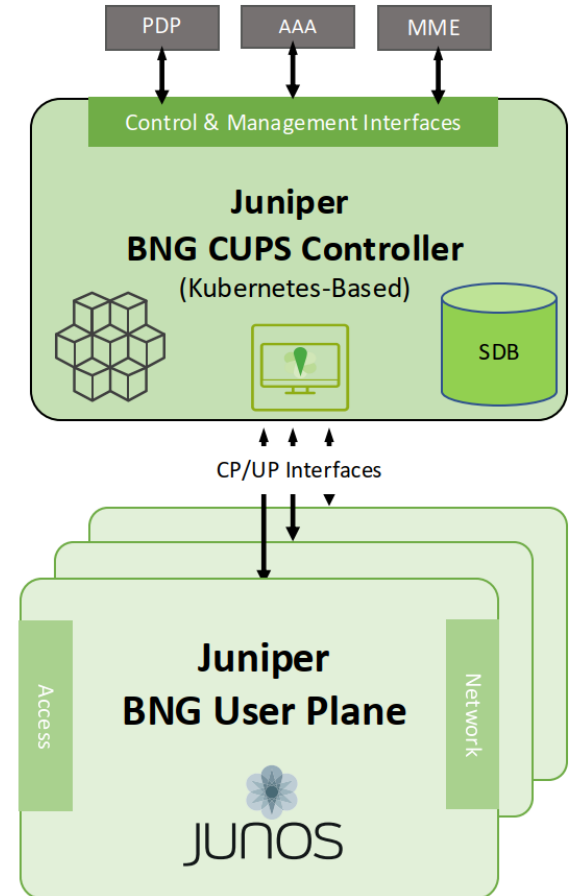 PDP
AAA
MME
Control & Management Interfaces
Juniper
BNG CUPS Controller
(Kubernetes-Based)
SDB
CP/UP Interfaces
Juniper
BNG User Plane
Access
Network
JUNOS